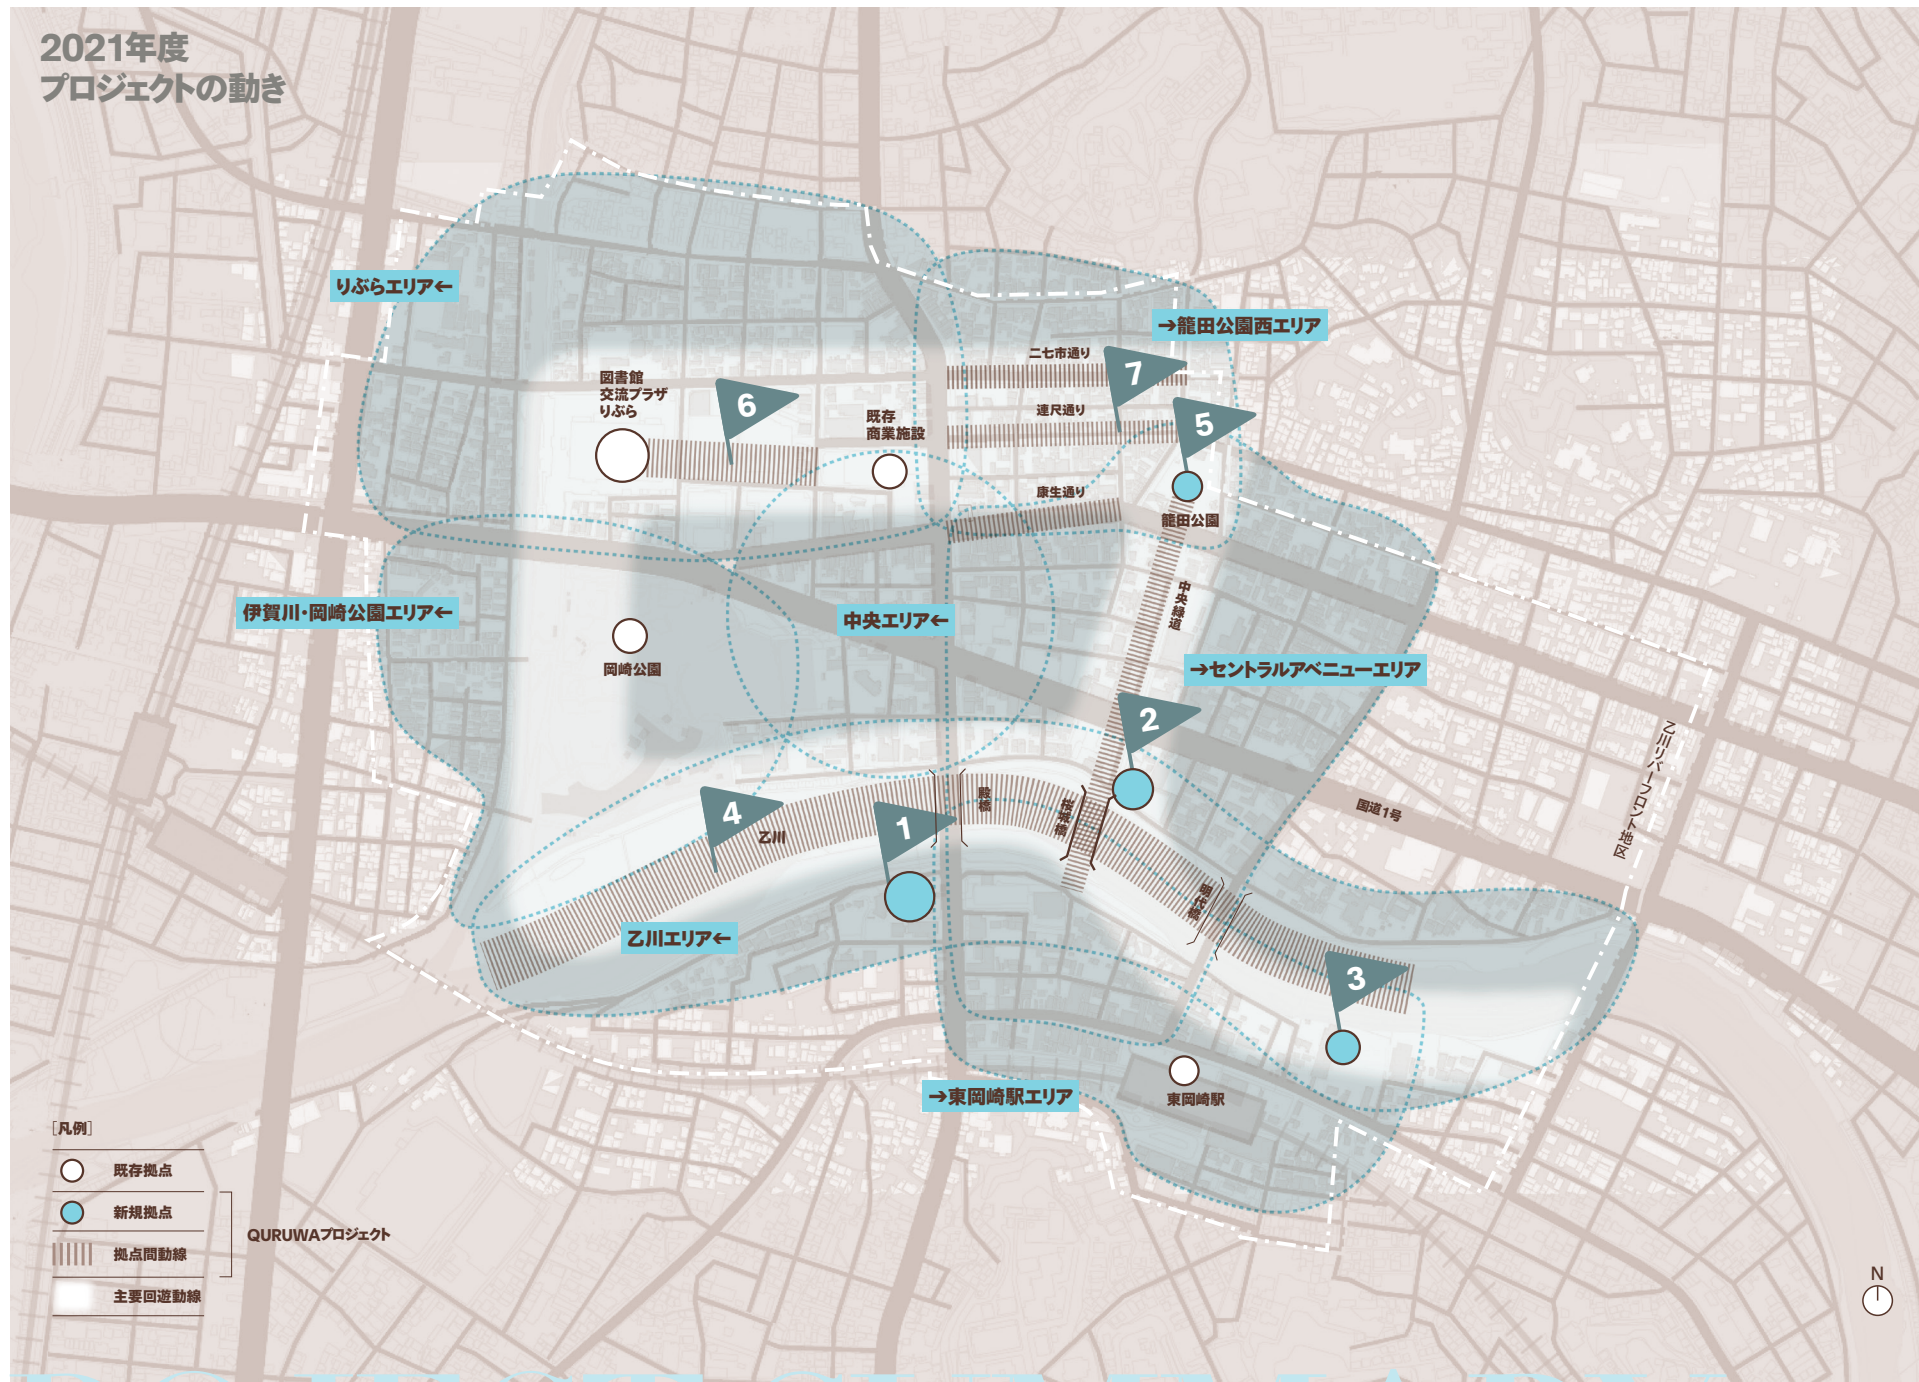 2021年度
プロジェクトの動き
りぶらエリア←
→籠田公園西エリア
二七市通り
7
図書館
交流プラザ
りぶら
6
既存
商業施設
連尺通り
5
康生通り
籠田公園
中央緑道
伊賀川・岡崎公園エリア←
中央エリア←
岡崎公園
→セントラルアベニューエリア
2
乙川リバーフロント地区
殿橋
桜城橋
国道1号
4
乙川
1
明代橋
乙川エリア←
3
東岡崎駅
→東岡崎駅エリア
[凡例]
既存拠点
新規拠点
拠点間動線
QURUWAプロジェクト
主要回遊動線
N